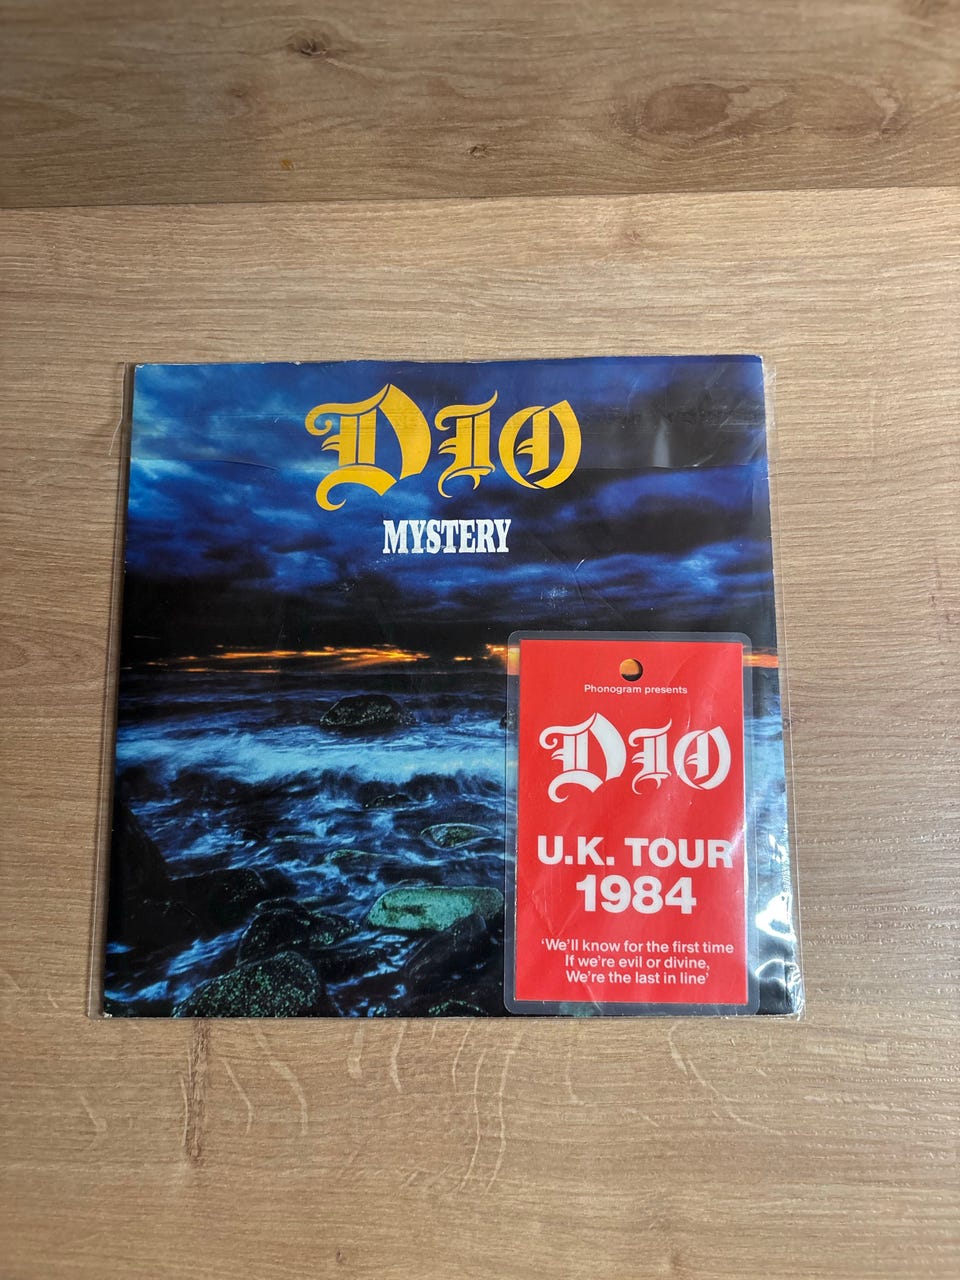 DIO
MYSTERY
Phonogram presents
DIO
U.K. TOUR
1984
'We'll know for the first time
If we're evil or divine,
We're the last in line'